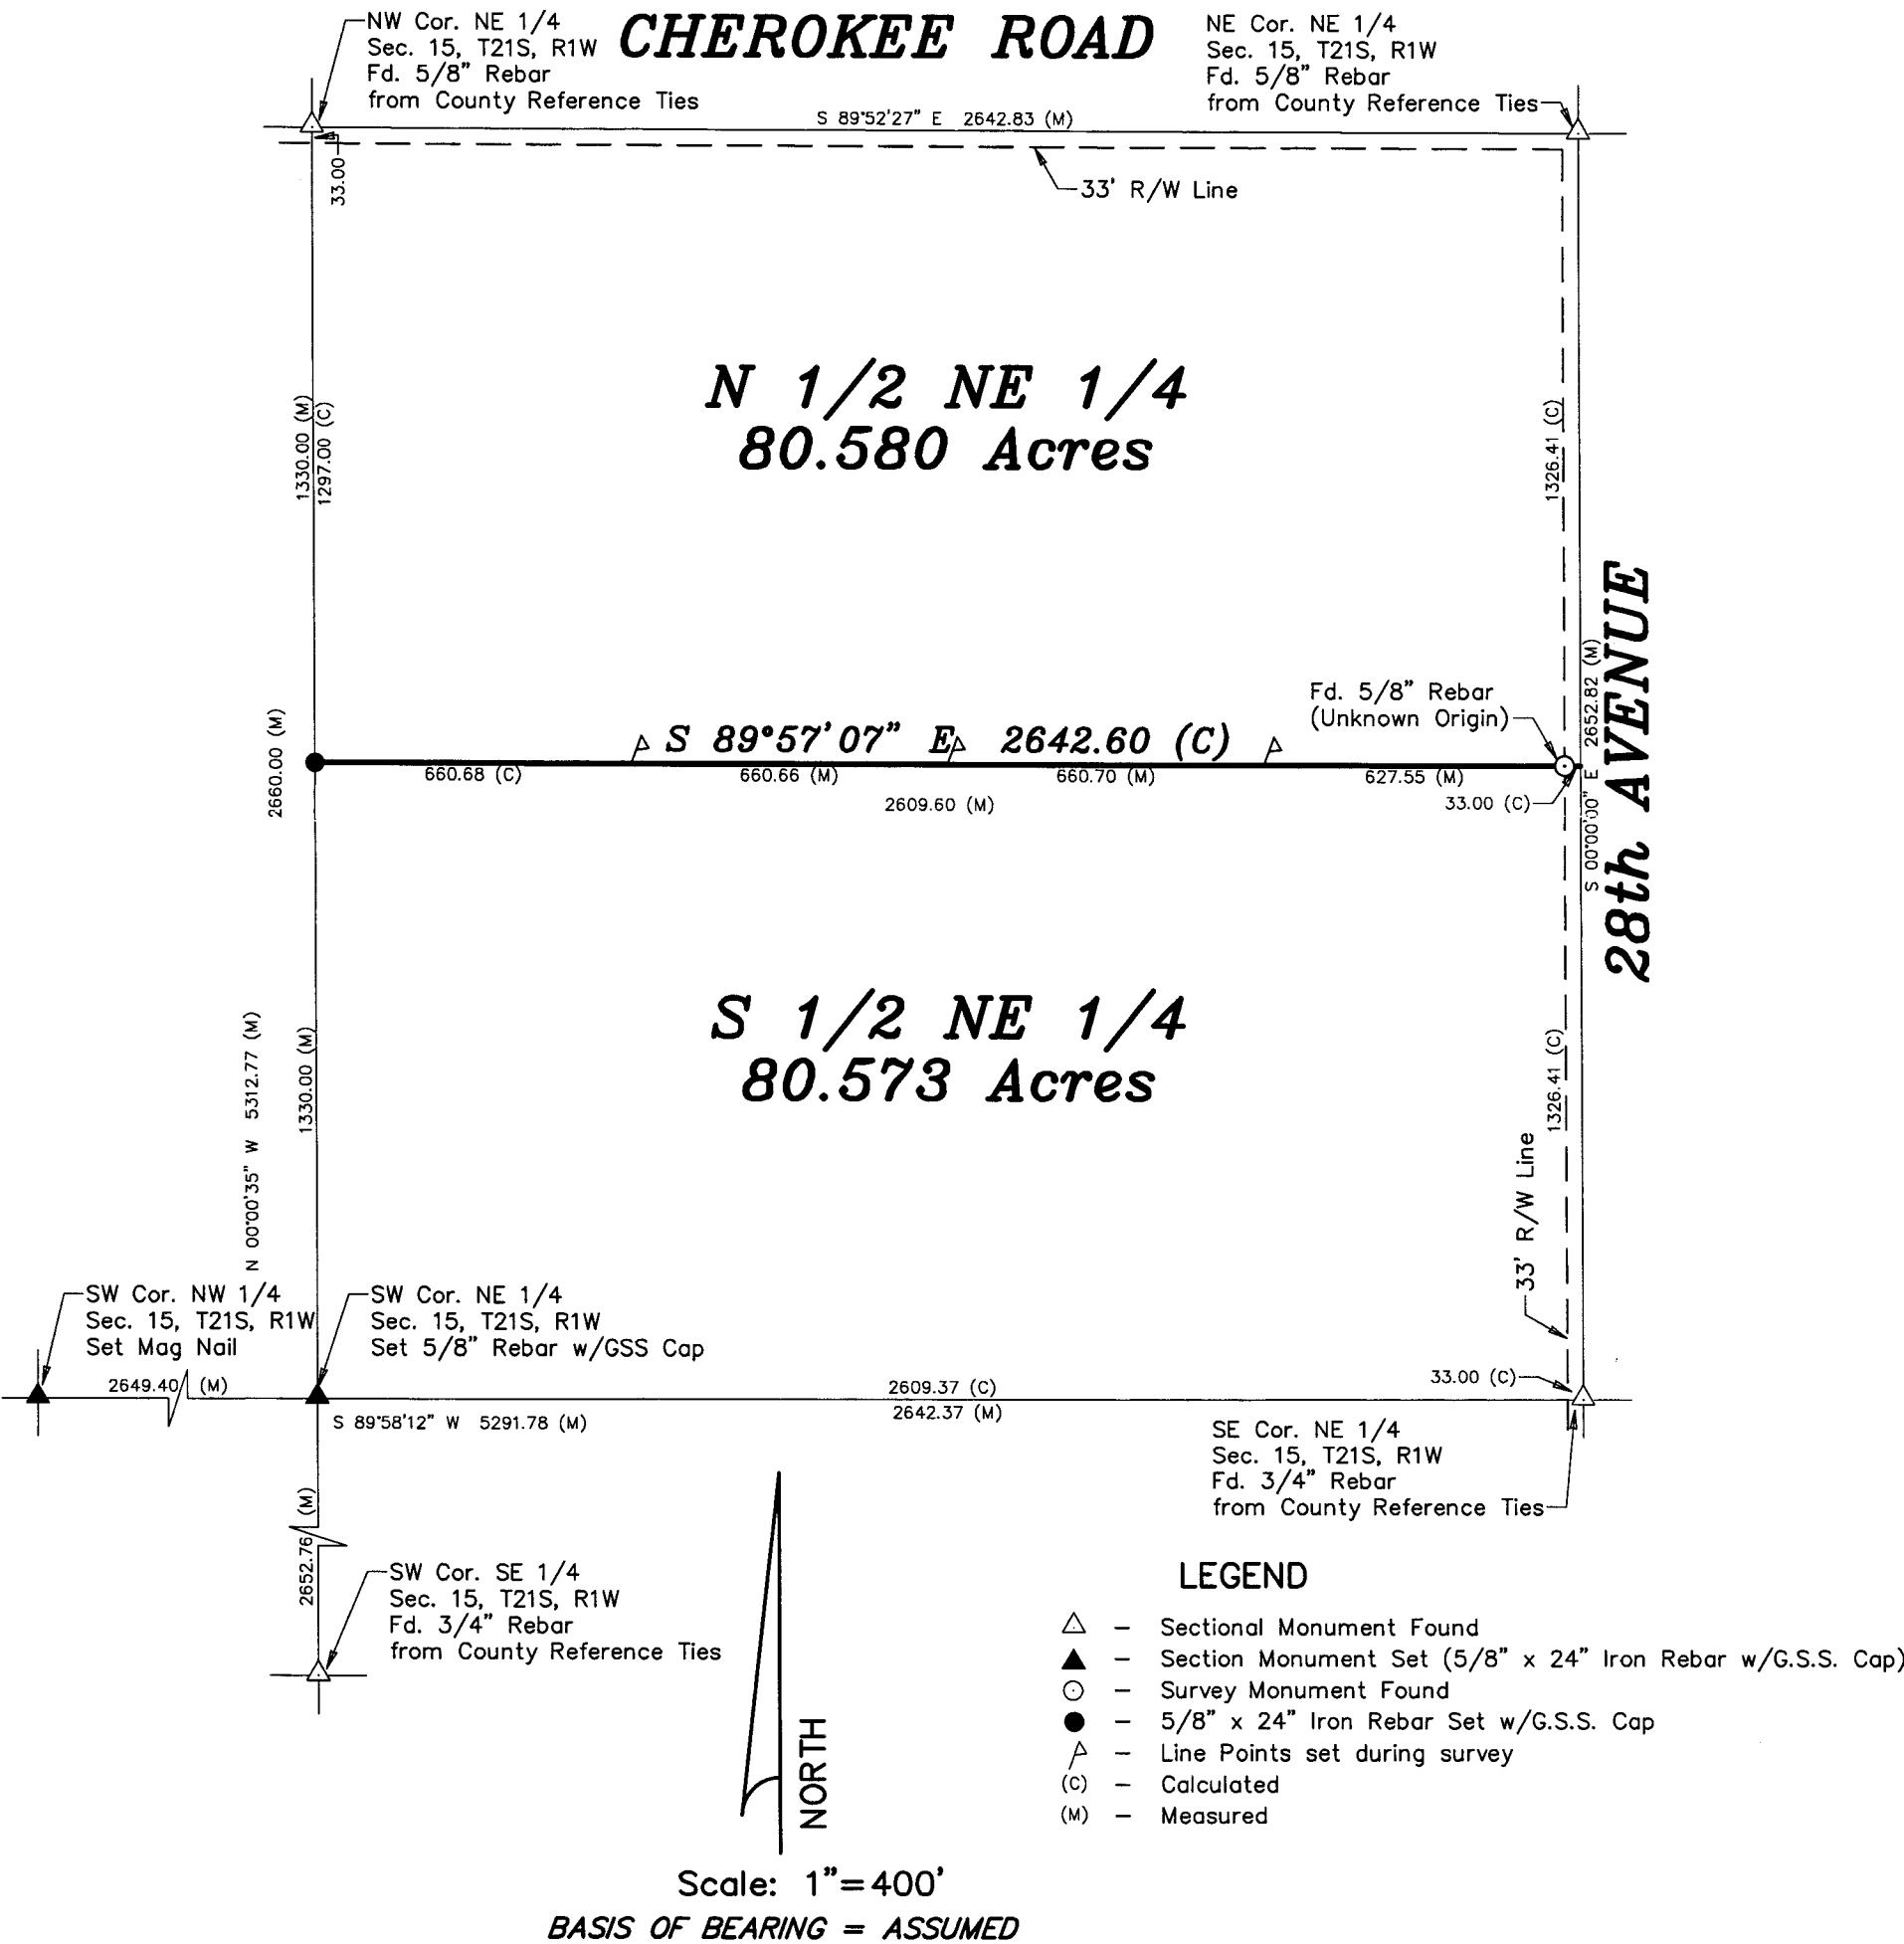 NW Cor. NE 1/4
Sec. 15, T21S, R1W
Fd. 5/8" Rebar
from County Reference Ties
CHEROKEE ROAD
NE Cor. NE 1/4
Sec. 15, T21S, R1W
Fd. 5/8" Rebar
from County Reference Ties
S 89°52'27" E 2642.83 (M)
33.00
33' R/W Line
N 1/2 NE 1/4
80.580 Acres
1330.00 (M)
1297.00 (C)
1326.41 (C)
28th AVENUE
2660.00 (M)
Fd. 5/8" Rebar
(Unknown Origin)
S 00°00'00" E 2652.82 (M)
S 89°57'07" E 2642.60 (C)
660.68 (C)
660.66 (M)
660.70 (M)
627.55 (M)
2609.60 (M)
33.00 (C)
S 1/2 NE 1/4
80.573 Acres
N 00°00'35" W 5312.77 (M)
1330.00 (M)
1326.41 (C)
33' R/W Line
SW Cor. NW 1/4
Sec. 15, T21S, R1W
Set Mag Nail
SW Cor. NE 1/4
Sec. 15, T21S, R1W
Set 5/8" Rebar w/GSS Cap
2649.40 (M)
2609.37 (C)
2642.37 (M)
33.00 (C)
S 89°58'12" W 5291.78 (M)
SE Cor. NE 1/4
Sec. 15, T21S, R1W
Fd. 3/4" Rebar
from County Reference Ties
2652.76 (M)
SW Cor. SE 1/4
Sec. 15, T21S, R1W
Fd. 3/4" Rebar
from County Reference Ties
LEGEND
– Sectional Monument Found
– Section Monument Set (5/8" x 24" Iron Rebar w/G.S.S. Cap)
– Survey Monument Found
– 5/8" x 24" Iron Rebar Set w/G.S.S. Cap
– Line Points set during survey
(C) – Calculated
(M) – Measured
NORTH
Scale: 1"=400'
BASIS OF BEARING = ASSUMED